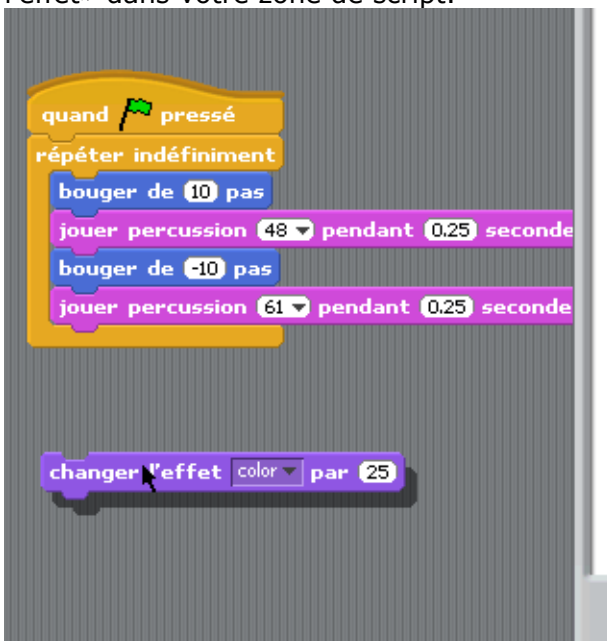 l'effet» dans votre zone de script.
quand pressé
répéter indéfiniment
bouger de 10 pas
jouer percussion 48 pendant 0.25 seconde
bouger de -10 pas
jouer percussion 61 pendant 0.25 seconde
changer l'effet color par 25